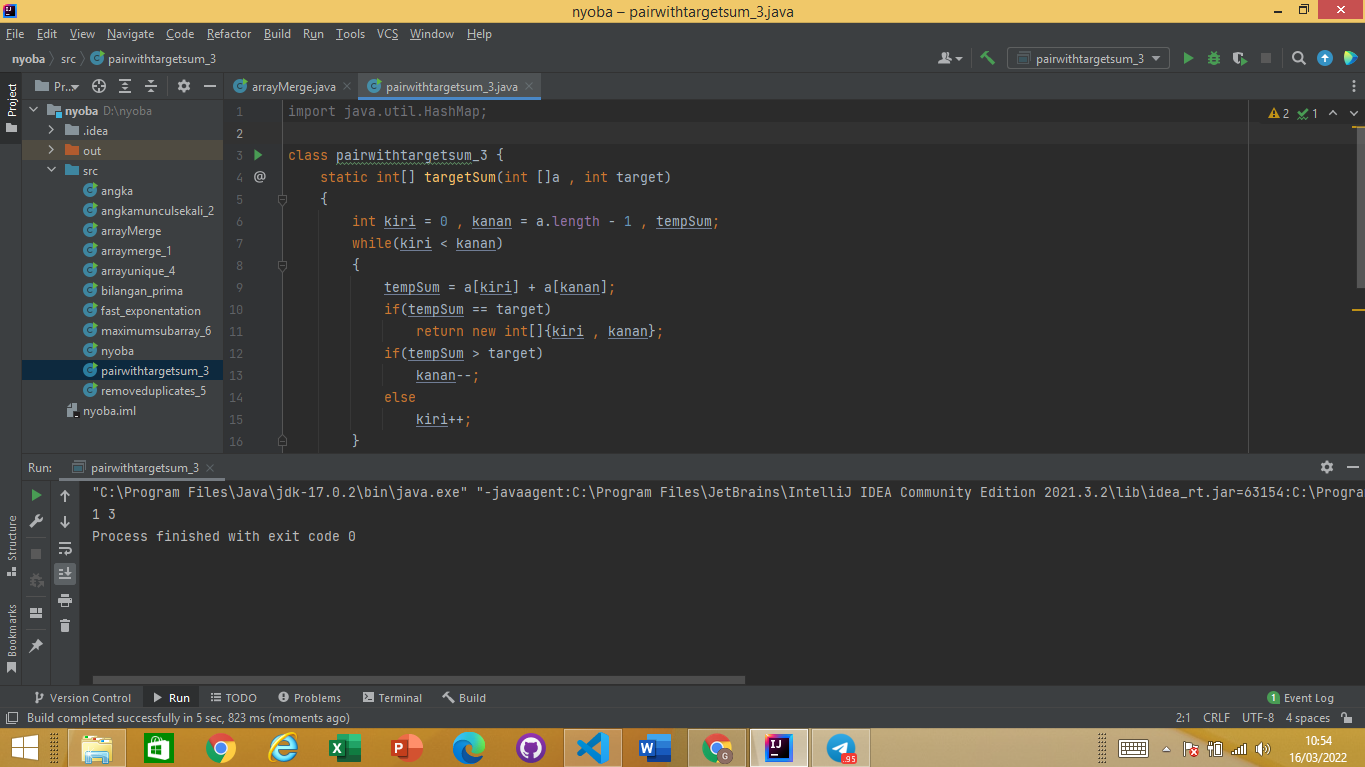 nyoba – pairwithtargetsum_3.java
File Edit View Navigate Code Refactor Build Run Tools VCS Window Help
nyoba src pairwithtargetsum_3
pairwithtargetsum_3
Project
Pr...
arrayMerge.java
pairwithtargetsum_3.java
nyoba D:\nyoba
.idea
out
src
angka
angkamunculsekali_2
arrayMerge
arraymerge_1
arrayunique_4
bilangan_prima
fast_exponentation
maximumsubarray_6
nyoba
pairwithtargetsum_3
removeduplicates_5
nyoba.iml
2 1
1 import java.util.HashMap;
2
3 class pairwithtargetsum_3 {
4 @ static int[] targetSum(int []a , int target)
5 {
6 int kiri = 0 , kanan = a.length - 1 , tempSum;
7 while(kiri < kanan)
8 {
9 tempSum = a[kiri] + a[kanan];
10 if(tempSum == target)
11 return new int[]{kiri , kanan};
12 if(tempSum > target)
13 kanan--;
14 else
15 kiri++;
16 }
Run: pairwithtargetsum_3
"C:\Program Files\Java\jdk-17.0.2\bin\java.exe" "-javaagent:C:\Program Files\JetBrains\IntelliJ IDEA Community Edition 2021.3.2\lib\idea_rt.jar=63154:C:\Progra
1 3
Process finished with exit code 0
Structure
Bookmarks
Version Control Run TODO Problems Terminal Build 1 Event Log
Build completed successfully in 5 sec, 823 ms (moments ago) 2:1 CRLF UTF-8 4 spaces
10:54
16/03/2022
95